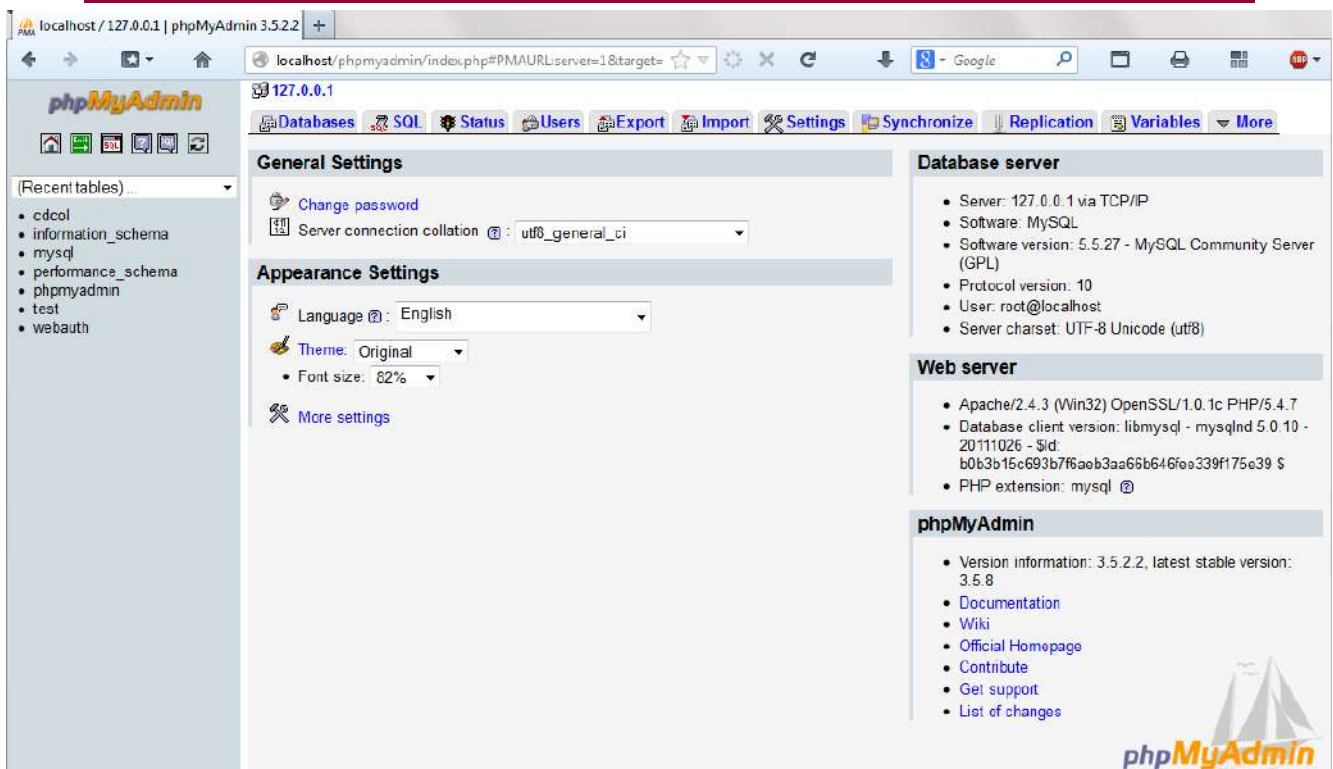 localhost / 127.0.0.1 | phpMyAdmin 3.5.2.2
localhost/phpmyadmin/index.php#PMAURL:server=1&target=
Google
ABP
phpMyAdmin
(Recent tables) ...
cdcol
information_schema
mysql
performance_schema
phpmyadmin
test
webauth
127.0.0.1
Databases SQL Status Users Export Import Settings Synchronize Replication Variables More
General Settings
Change password
Server connection collation : utf8_general_ci
Appearance Settings
Language : English
Theme: Original
Font size: 82%
More settings
Database server
Server: 127.0.0.1 via TCP/IP
Software: MySQL
Software version: 5.5.27 - MySQL Community Server
(GPL)
Protocol version: 10
User: root@localhost
Server charset: UTF-8 Unicode (utf8)
Web server
Apache/2.4.3 (Win32) OpenSSL/1.0.1c PHP/5.4.7
Database client version: libmysql - mysqlnd 5.0.10 -
20111026 - $Id:
b0b3b15c693b7f6aeb3aa66b646fee339f175e39 $
PHP extension: mysql
phpMyAdmin
Version information: 3.5.2.2, latest stable version:
3.5.8
Documentation
Wiki
Official Homepage
Contribute
Get support
List of changes
phpMyAdmin